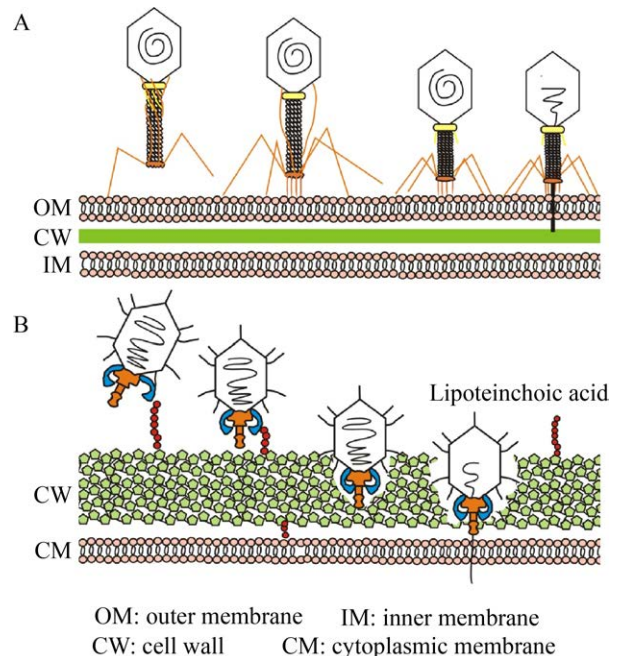 A
OM
CW
IM
B
Lipoteinchoic acid
CW
CM
OM: outer membrane IM: inner membrane
CW: cell wall CM: cytoplasmic membrane